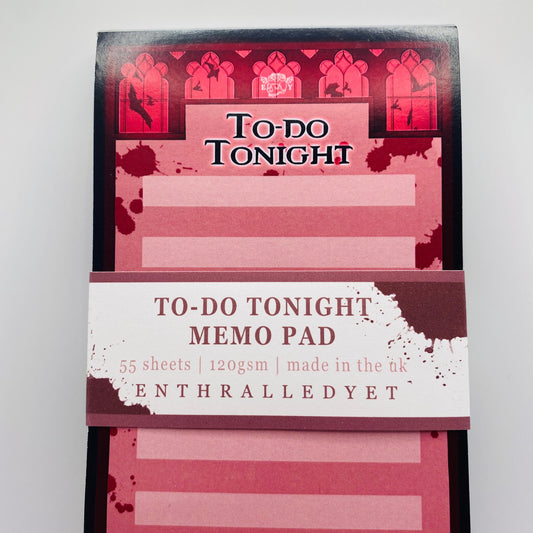 TO-DO
TONIGHT
TO-DO TONIGHT
MEMO PAD
55 sheets | 120gsm | made in the uk
ENTHRALLEDYET